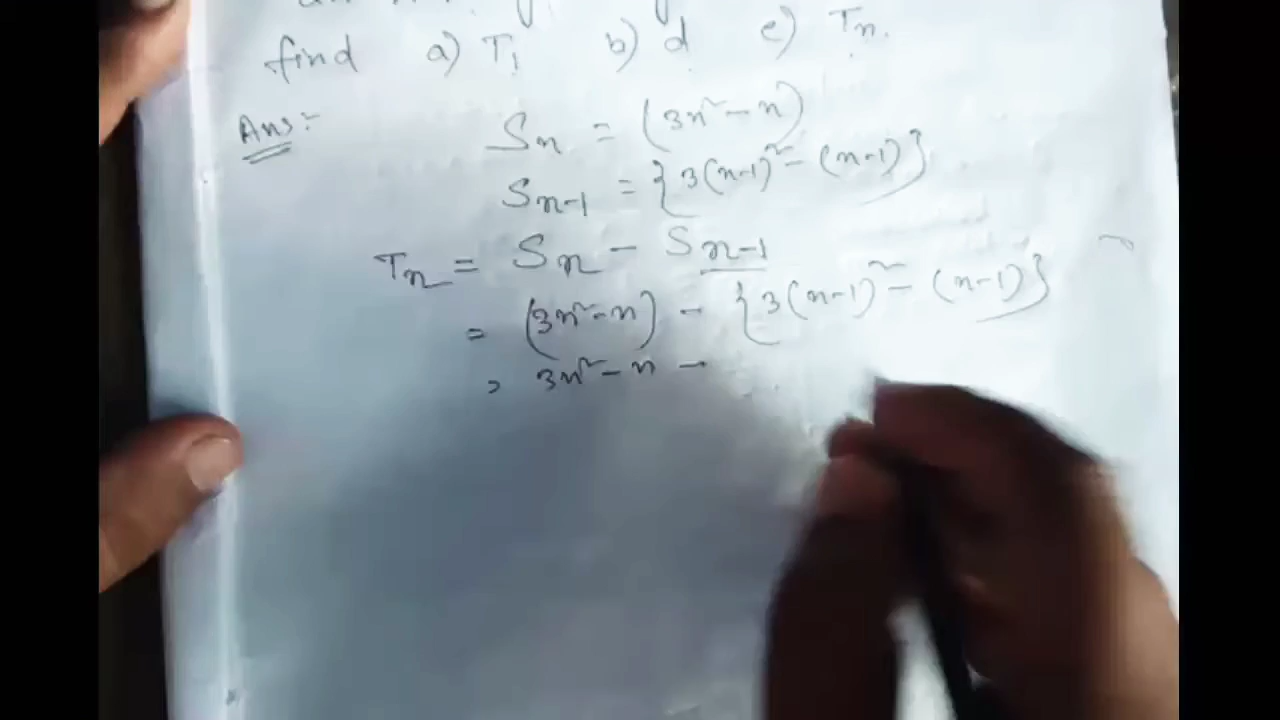 find a) T₁ b) d c) Tn.
Ans:-
Sn = (3n² - n)
Sn-1 = {3(n-1)² - (n-1)}
Tn = Sn - Sn-1
= (3n² - n) - {3(n-1)² - (n-1)}
= 3n² - n -